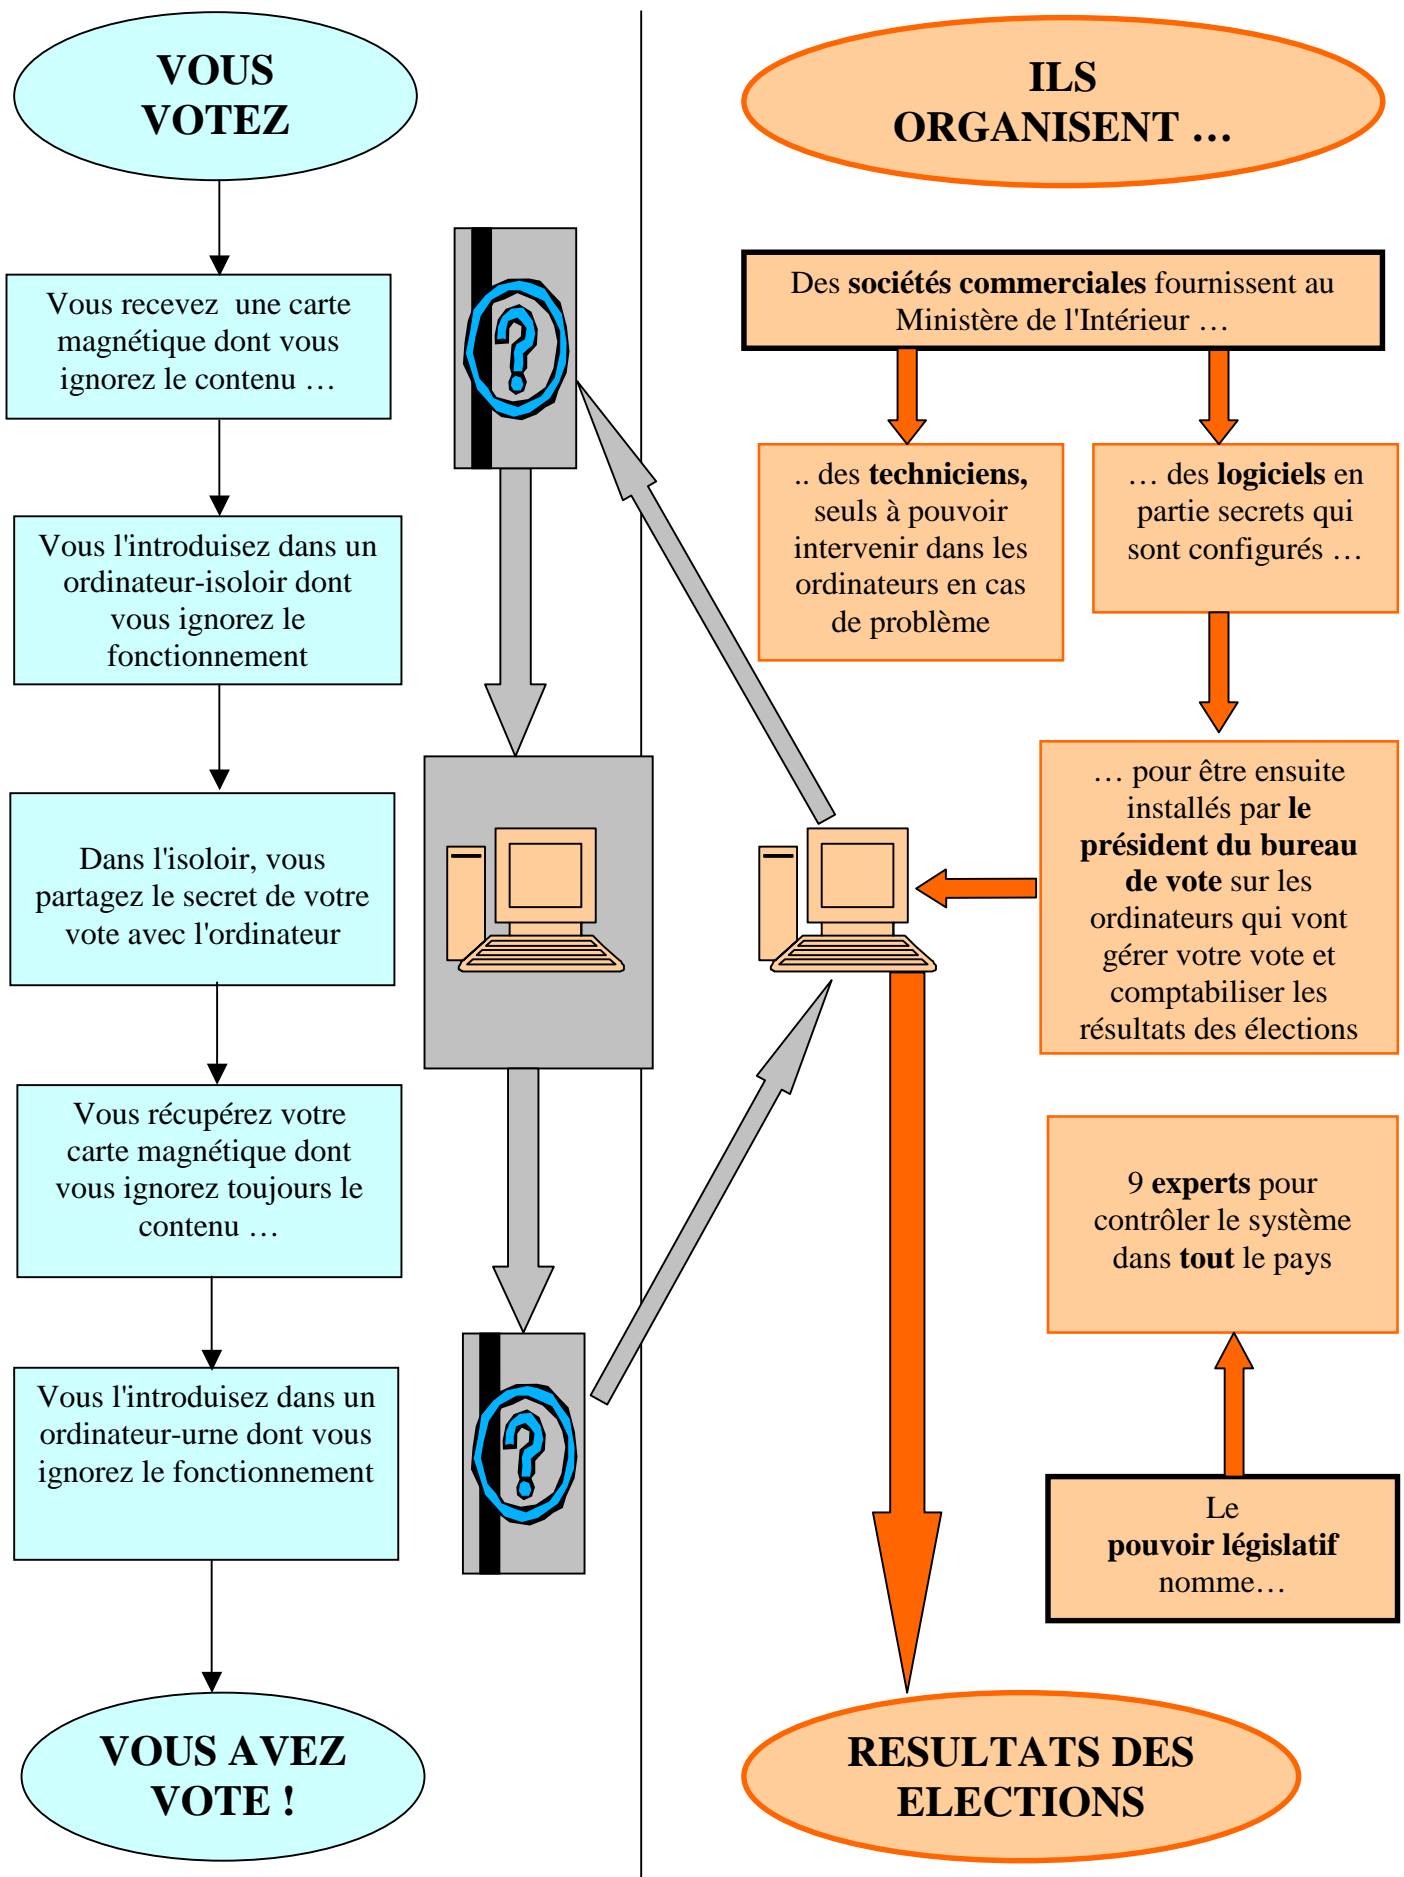 VOUS
VOTEZ
Vous recevez  une carte
magnétique dont vous
ignorez le contenu …
Vous l'introduisez dans un
ordinateur-isoloir dont
vous ignorez le
fonctionnement
Dans l'isoloir, vous
partagez le secret de votre
vote avec l'ordinateur
Vous récupérez votre
carte magnétique dont
vous ignorez toujours le
contenu …
Vous l'introduisez dans un
ordinateur-urne dont vous
ignorez le fonctionnement
VOUS AVEZ
VOTE !
?
?
ILS
ORGANISENT …
Des sociétés commerciales fournissent au
Ministère de l'Intérieur …
.. des techniciens,
seuls à pouvoir
intervenir dans les
ordinateurs en cas
de problème
… des logiciels en
partie secrets qui
sont configurés …
… pour être ensuite
installés par le
président du bureau
de vote sur les
ordinateurs qui vont
gérer votre vote et
comptabiliser les
résultats des élections
9 experts pour
contrôler le système
dans tout le pays
Le
pouvoir législatif
nomme…
RESULTATS DES
ELECTIONS